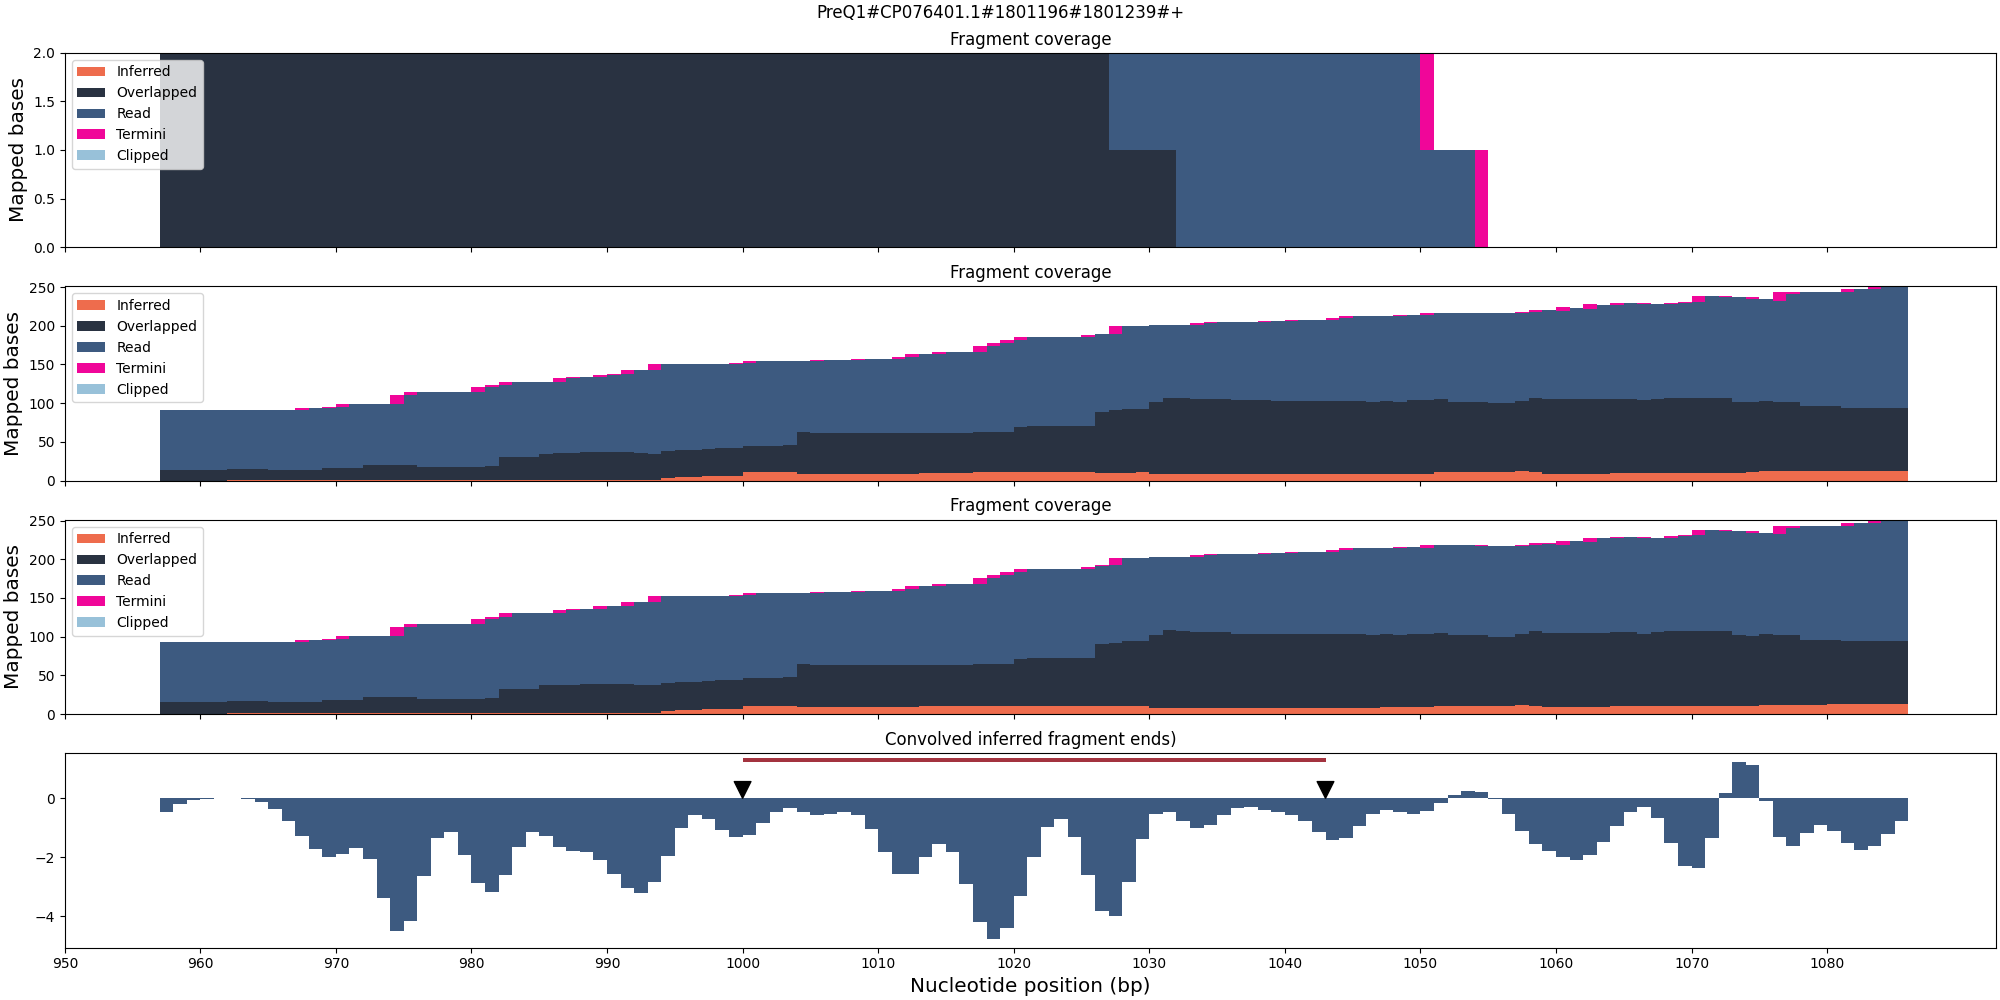 PreQ1#CP076401.1#1801196#1801239#+
Fragment coverage
Mapped bases
2.0
1.5
1.0
0.5
0.0
Inferred
Overlapped
Read
Termini
Clipped
Fragment coverage
Mapped bases
250
200
150
100
50
0
Inferred
Overlapped
Read
Termini
Clipped
Fragment coverage
Mapped bases
250
200
150
100
50
0
Inferred
Overlapped
Read
Termini
Clipped
Convolved inferred fragment ends)
0
−2
−4
950 960 970 980 990 1000 1010 1020 1030 1040 1050 1060 1070 1080
Nucleotide position (bp)